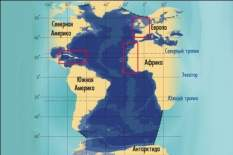 Северная
Америка
Европа
Северный тропик
Африка
Экватор
Южная
Америка
Южный тропик
Антарктида